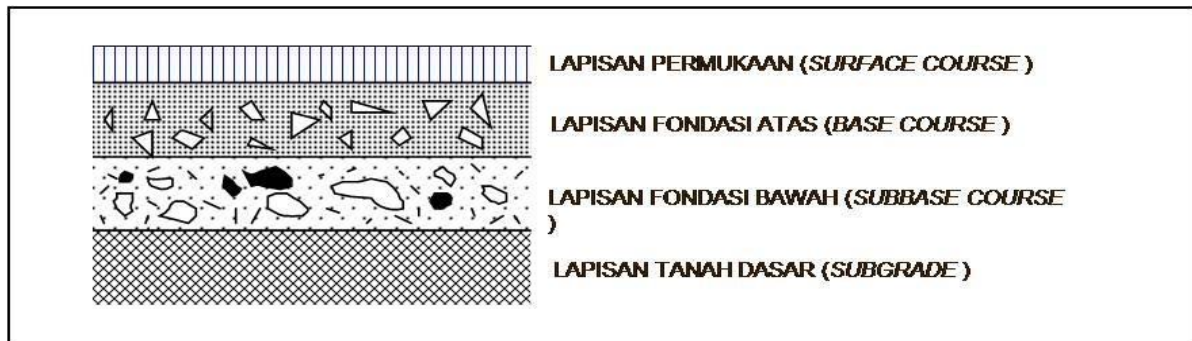 LAPISAN PERMUKAAN (SURFACE COURSE )
LAPISAN FONDASI ATAS (BASE COURSE )
LAPISAN FONDASI BAWAH (SUBBASE COURSE
)
LAPISAN TANAH DASAR (SUBGRADE )